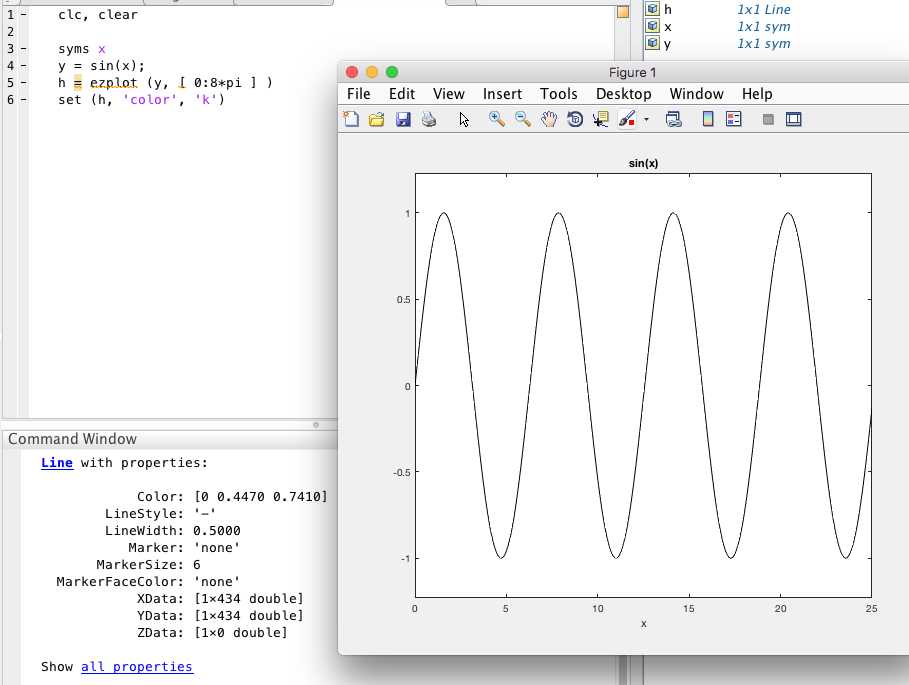 1 - clc, clear
2
3 - syms x
4 - y = sin(x);
5 - h = ezplot (y, [ 0:8*pi ] )
6 - set (h, 'color', 'k')
h 1x1 Line
x 1x1 sym
y 1x1 sym
Figure 1
File Edit View Insert Tools Desktop Window Help
sin(x)
1
0.5
0
-0.5
-1
0 5 10 15 20 25
x
Command Window
Line with properties:
Color: [0 0.4470 0.7410]
LineStyle: '-'
LineWidth: 0.5000
Marker: 'none'
MarkerSize: 6
MarkerFaceColor: 'none'
XData: [1×434 double]
YData: [1×434 double]
ZData: [1×0 double]
Show all properties